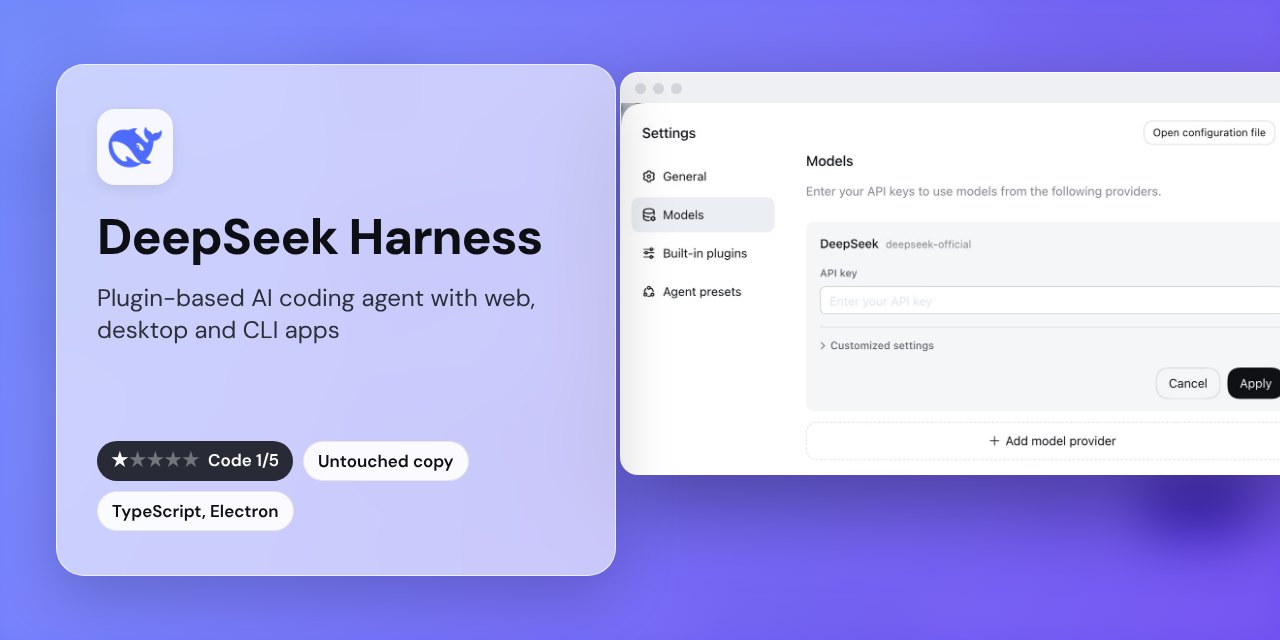 DeepSeek Harness
Plugin-based AI coding agent with web,
desktop and CLI apps
Code 1/5
Untouched copy
TypeScript, Electron
Settings
General
Models
Built-in plugins
Agent presets
Open configuration file
Models
Enter your API keys to use models from the following providers.
DeepSeek deepseek-official
API key
Enter your API key
Customized settings
Cancel
Apply
+ Add model provider